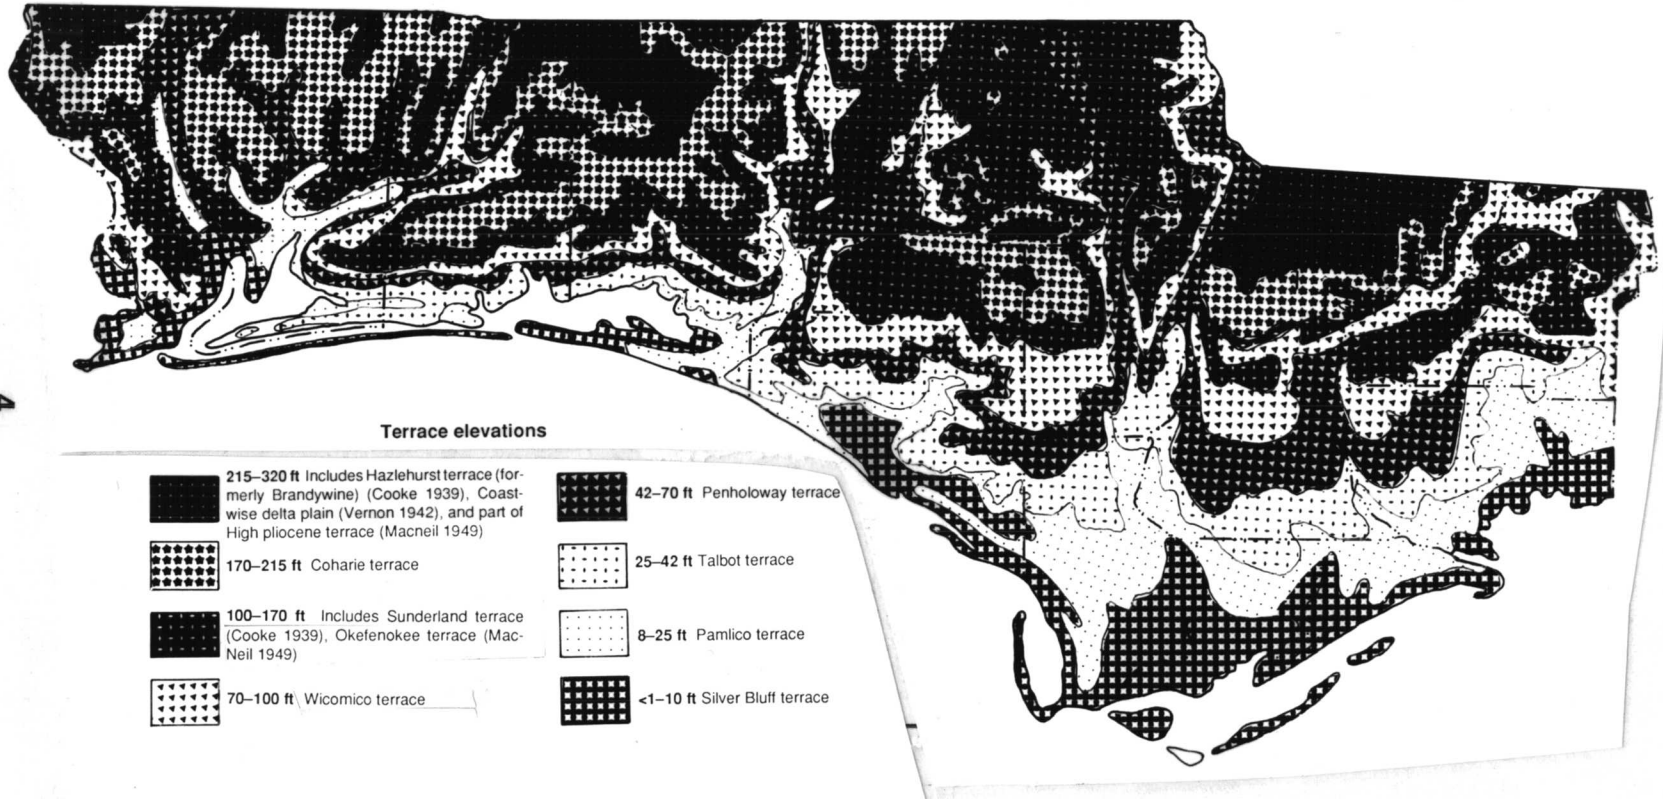 4
Terrace elevations
215–320 ft Includes Hazlehurst terrace (for-
merly Brandywine) (Cooke 1939), Coast-
wise delta plain (Vernon 1942), and part of
High pliocene terrace (Macneil 1949)
170–215 ft Coharie terrace
100–170 ft Includes Sunderland terrace
(Cooke 1939), Okefenokee terrace (Mac-
Neil 1949)
70–100 ft Wicomico terrace
42–70 ft Penholoway terrace
25–42 ft Talbot terrace
8–25 ft Pamlico terrace
<1–10 ft Silver Bluff terrace